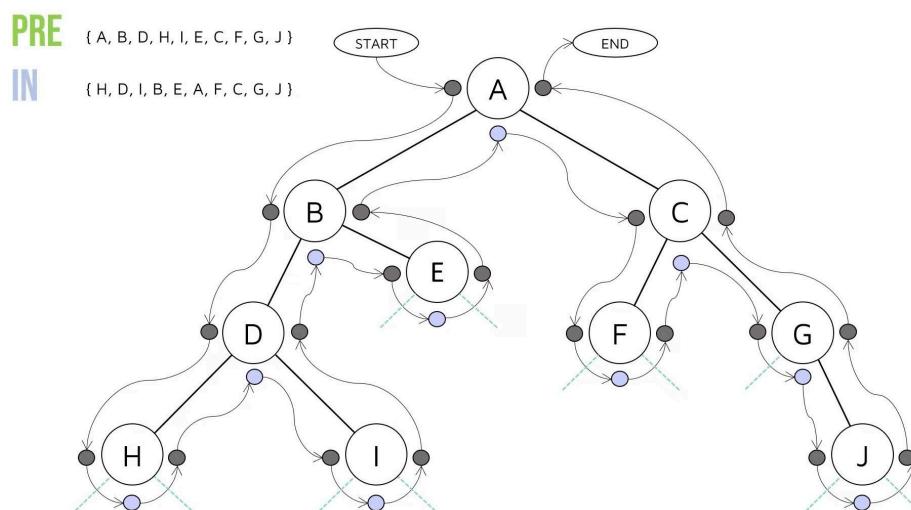 PRE { A, B, D, H, I, E, C, F, G, J }
IN { H, D, I, B, E, A, F, C, G, J }
START
END
A
B
C
E
D
F
G
H
I
J